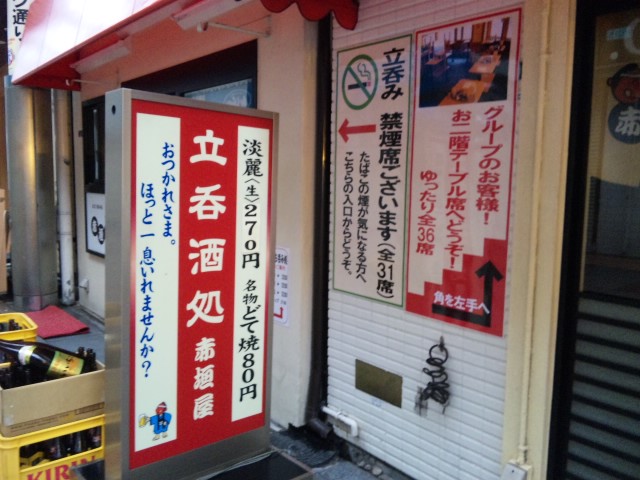 淡麗〈生〉270円 名物どて焼80円
立呑酒処 赤垣屋
おつかれさま。
ほっと一息いれませんか？
立呑み 禁煙席ございます(全31席)
たばこの煙が気になる方へ
こちらの入口からどうぞ。
グループのお客様！
お二階テーブル席へどうぞ！
ゆったり全36席
角を左手へ
赤
KIRIN
通り